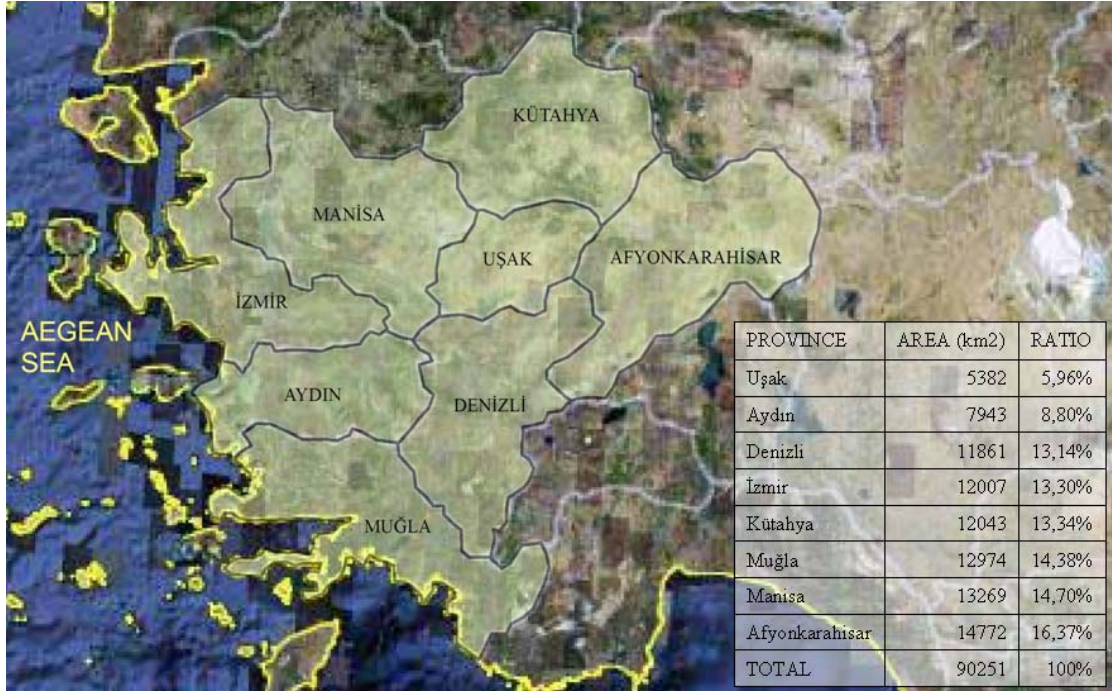 KÜTAHYA
MANİSA
UŞAK
AFYONKARAHİSAR
İZMİR
AEGEAN
SEA
AYDIN
DENİZLİ
MUĞLA
PROVINCE AREA (km2) RATIO
Uşak 5382 5,96%
Aydın 7943 8,80%
Denizli 11861 13,14%
İzmir 12007 13,30%
Kütahya 12043 13,34%
Muğla 12974 14,38%
Manisa 13269 14,70%
Afyonkarahisar 14772 16,37%
TOTAL 90251 100%